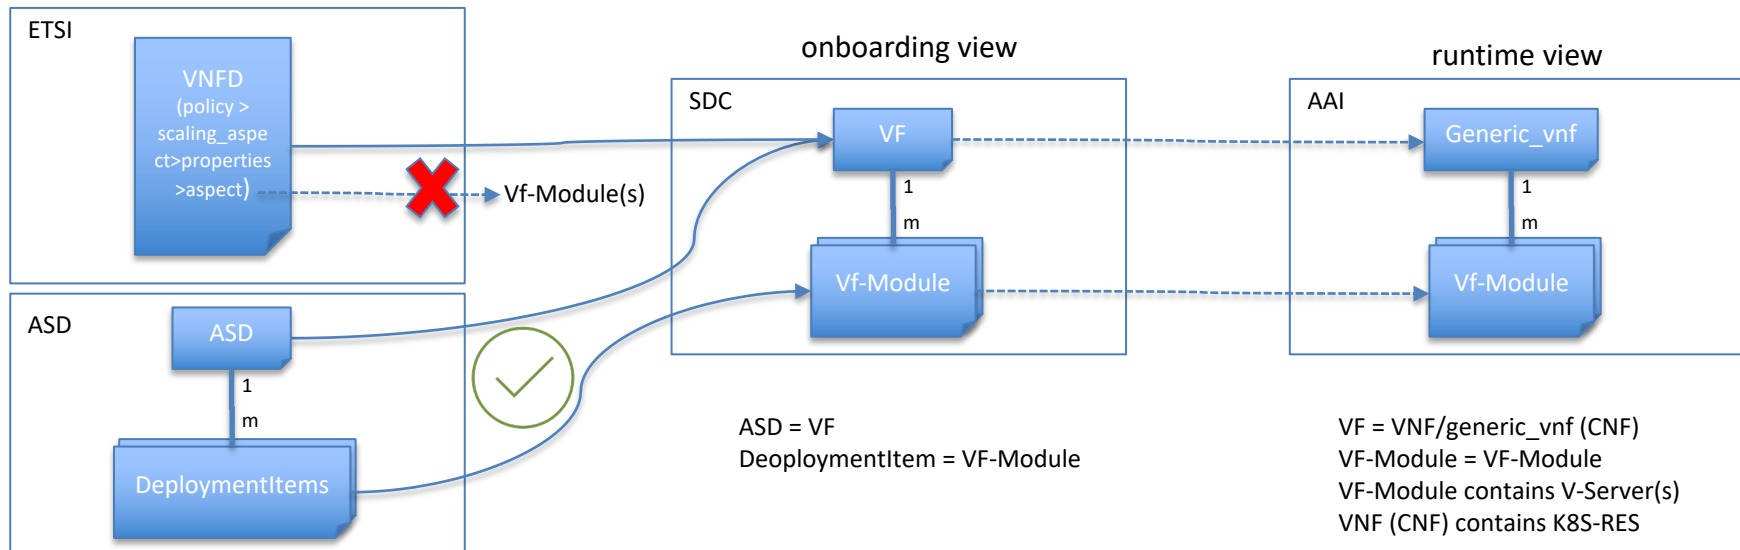 ETSI
VNFD
(policy >
scaling_aspe
ct>properties
>aspect)
Vf-Module(s)
ASD
ASD
1
m
DeploymentItems
onboarding view
SDC
VF
1
m
Vf-Module
ASD = VF
DeoploymentItem = VF-Module
runtime view
AAI
Generic_vnf
1
m
Vf-Module
VF = VNF/generic_vnf (CNF)
VF-Module = VF-Module
VF-Module contains V-Server(s)
VNF (CNF) contains K8S-RES